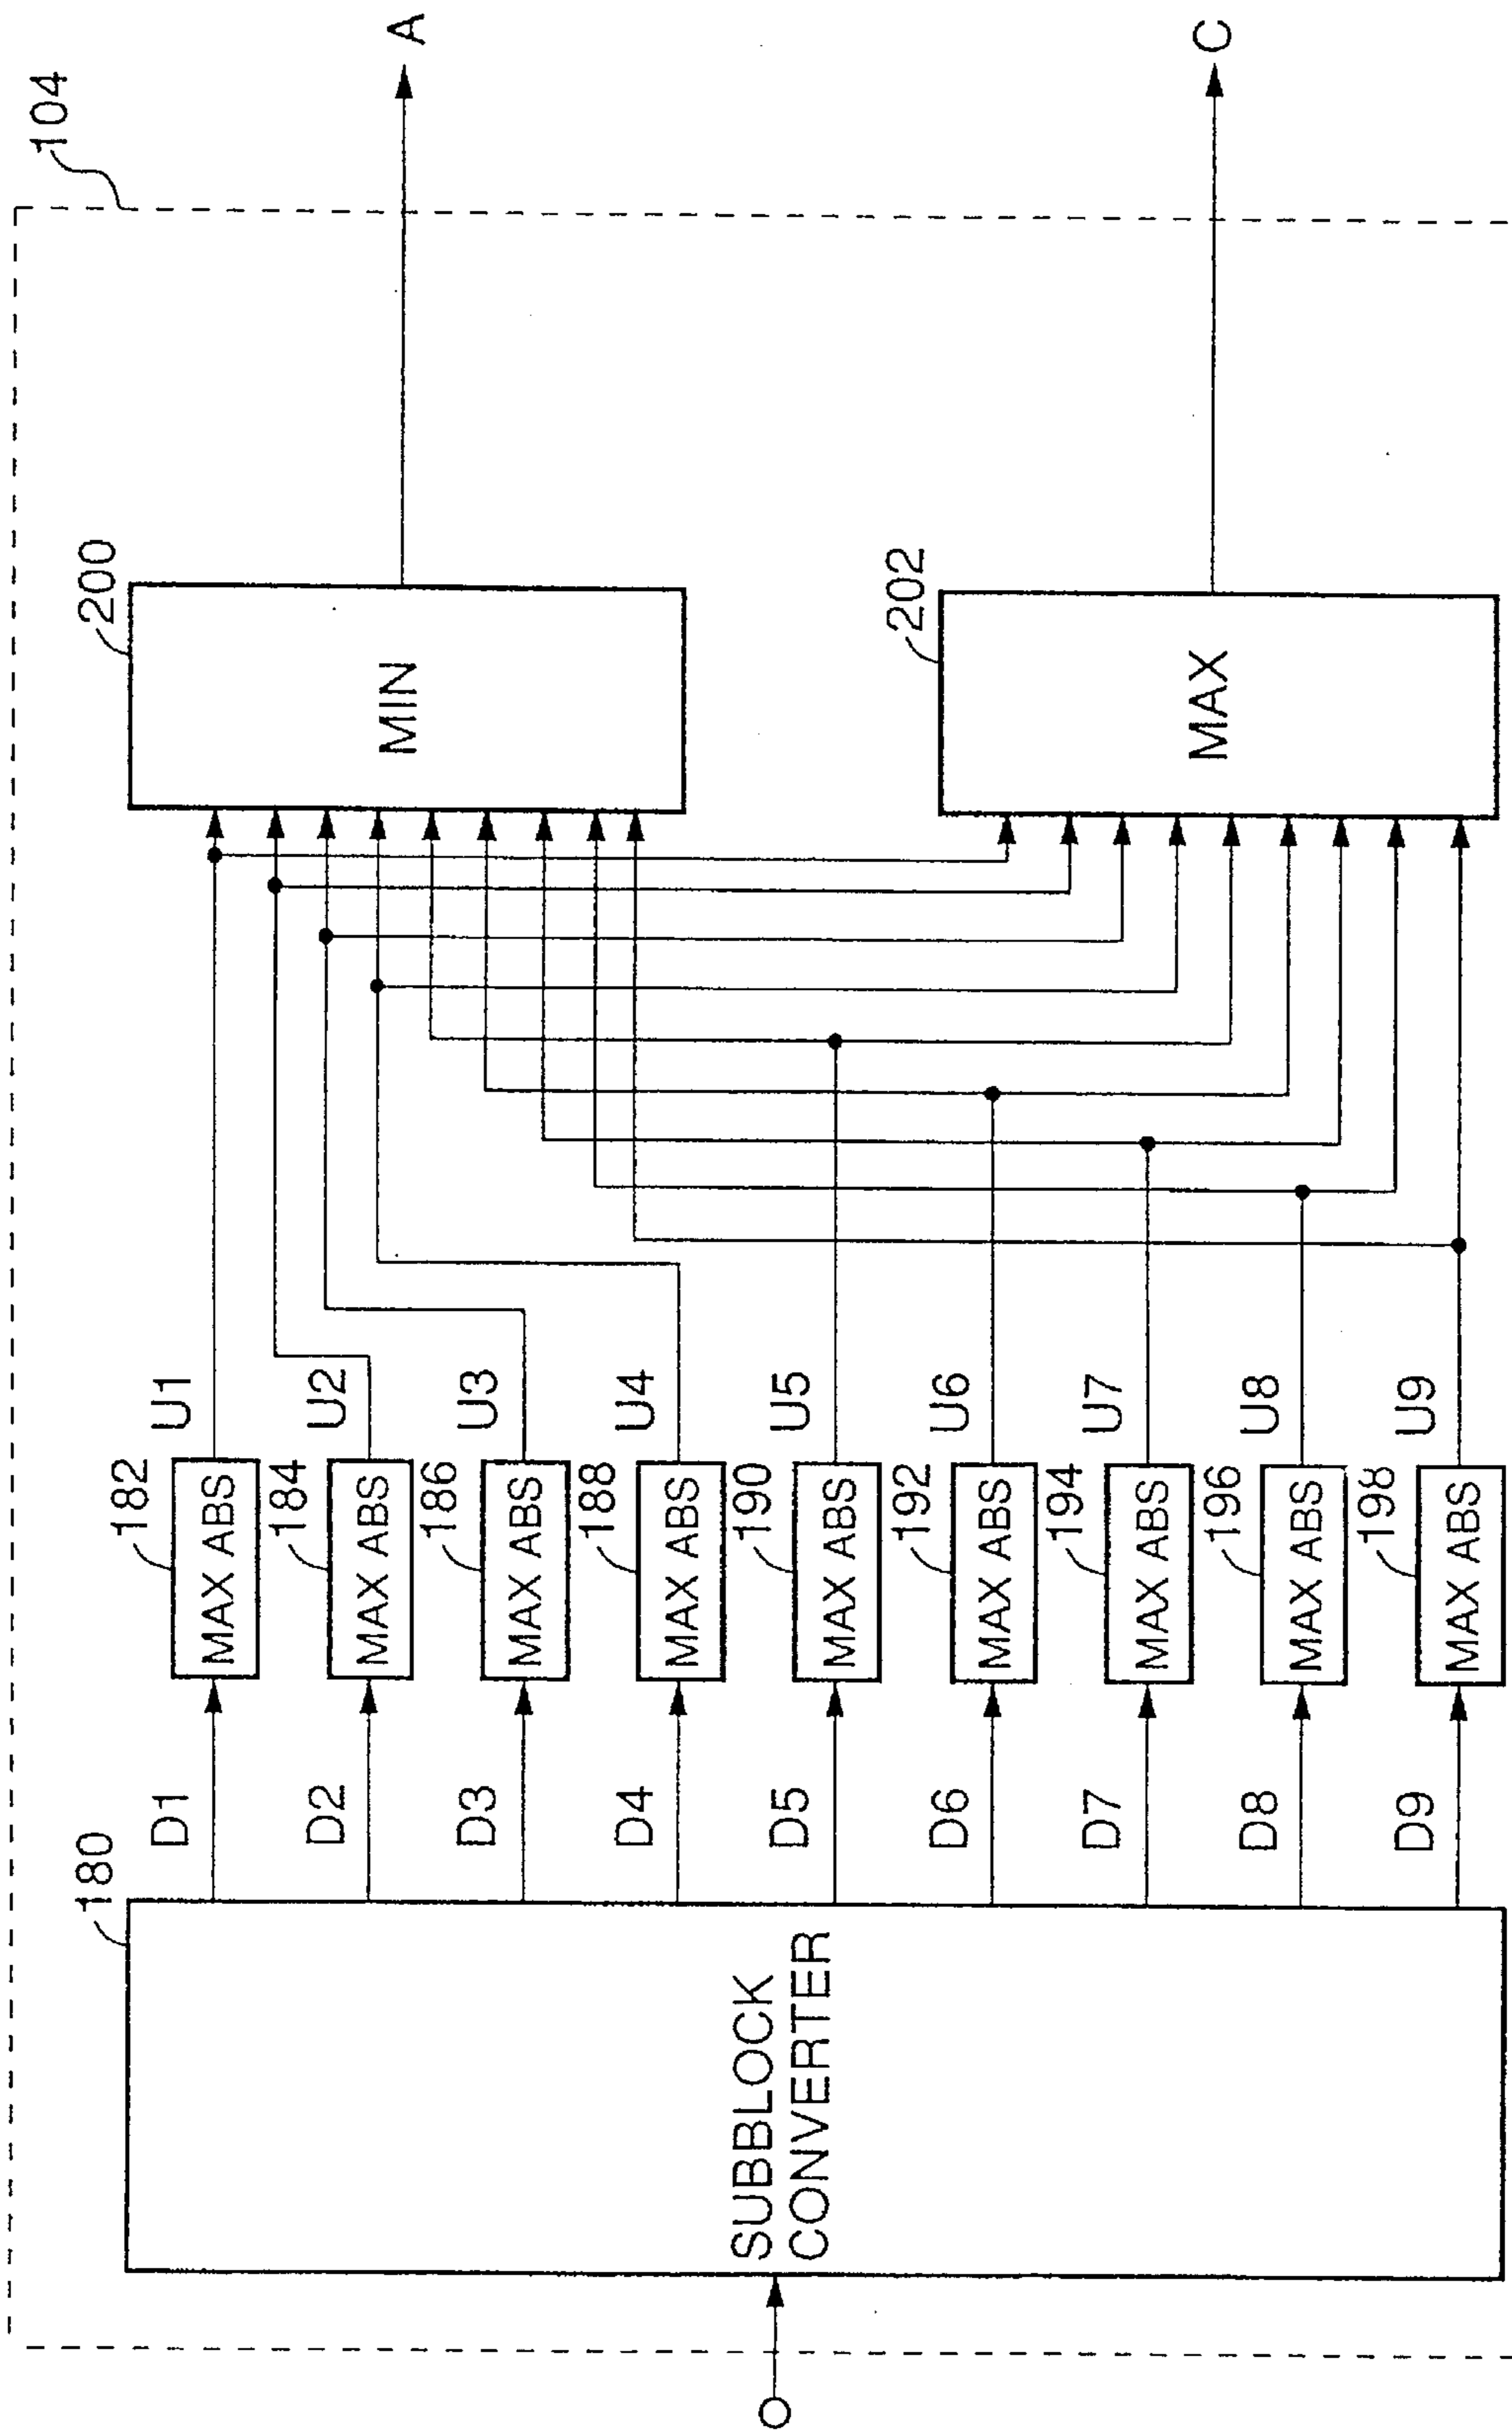 104
180
SUBBLOCK
CONVERTER
D1
D2
D3
D4
D5
D6
D7
D8
D9
182
MAX ABS
184
MAX ABS
186
MAX ABS
188
MAX ABS
190
MAX ABS
192
MAX ABS
194
MAX ABS
196
MAX ABS
198
MAX ABS
U1
U2
U3
U4
U5
U6
U7
U8
U9
200
MIN
202
MAX
A
C